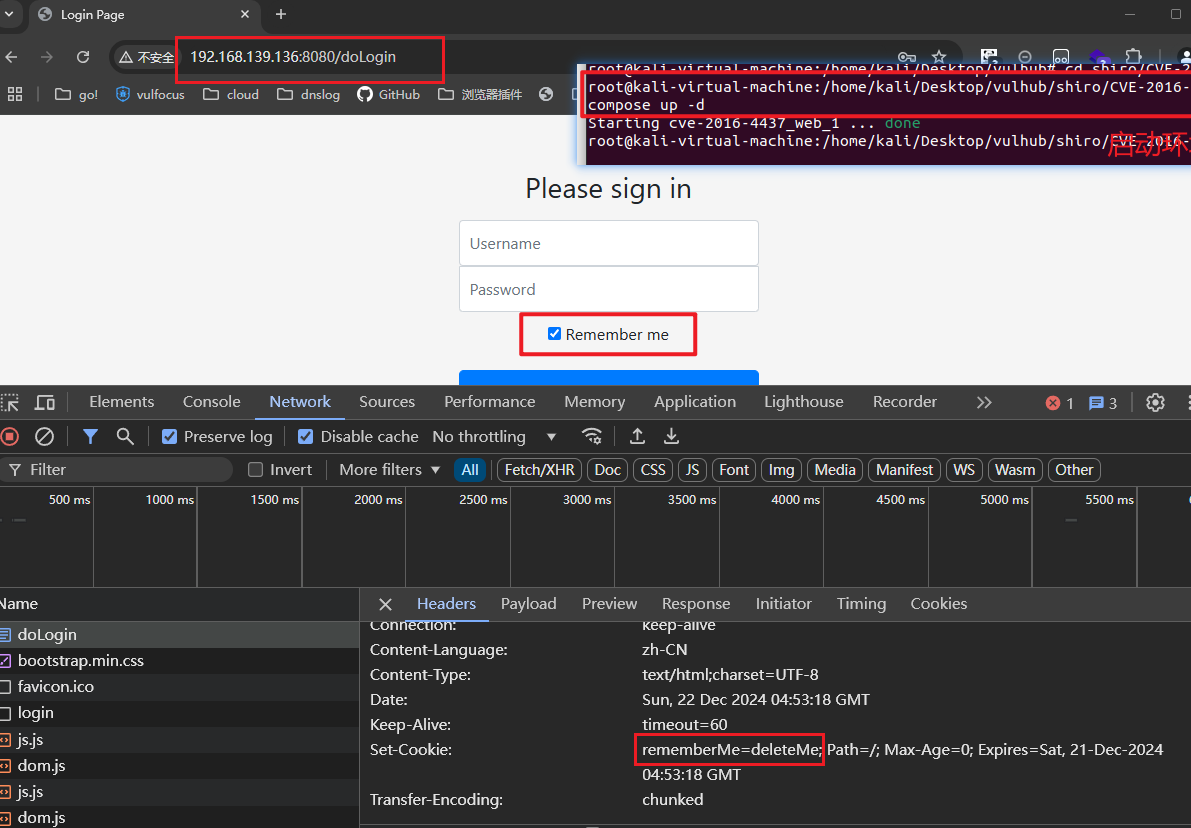 Login Page
不安全 192.168.139.136:8080/doLogin
go! vulfocus cloud dnslog GitHub 浏览器插件
root@kali-virtual-machine:/home/kali/Desktop/vulhub# cd shiro/CVE-2
root@kali-virtual-machine:/home/kali/Desktop/vulhub/shiro/CVE-2016-
compose up -d
Starting cve-2016-4437_web_1 ... done
root@kali-virtual-machine:/home/kali/Desktop/vulhub/shiro/CVE-2016-
启动环
Please sign in
Username
Password
Remember me
Elements Console Network Sources Performance Memory Application Lighthouse Recorder 1 3
Preserve log Disable cache No throttling
Filter Invert More filters All Fetch/XHR Doc CSS JS Font Img Media Manifest WS Wasm Other
500 ms 1000 ms 1500 ms 2000 ms 2500 ms 3000 ms 3500 ms 4000 ms 4500 ms 5000 ms 5500 ms
Name
doLogin
bootstrap.min.css
favicon.ico
login
js.js
dom.js
js.js
dom.js
Headers Payload Preview Response Initiator Timing Cookies
Connection: keep-alive
Content-Language: zh-CN
Content-Type: text/html;charset=UTF-8
Date: Sun, 22 Dec 2024 04:53:18 GMT
Keep-Alive: timeout=60
Set-Cookie: rememberMe=deleteMe; Path=/; Max-Age=0; Expires=Sat, 21-Dec-2024
04:53:18 GMT
Transfer-Encoding: chunked